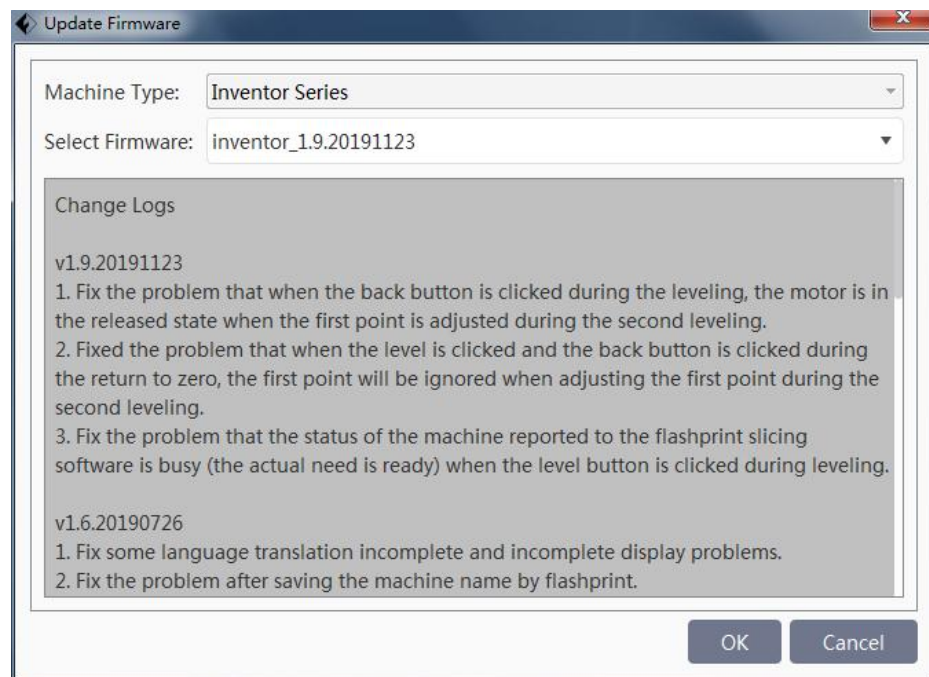 Update Firmware
x
Machine Type: Inventor Series
Select Firmware: inventor_1.9.20191123
Change Logs
v1.9.20191123
1. Fix the problem that when the back button is clicked during the leveling, the motor is in
the released state when the first point is adjusted during the second leveling.
2. Fixed the problem that when the level is clicked and the back button is clicked during
the return to zero, the first point will be ignored when adjusting the first point during the
second leveling.
3. Fix the problem that the status of the machine reported to the flashprint slicing
software is busy (the actual need is ready) when the level button is clicked during leveling.
v1.6.20190726
1. Fix some language translation incomplete and incomplete display problems.
2. Fix the problem after saving the machine name by flashprint.
OK Cancel